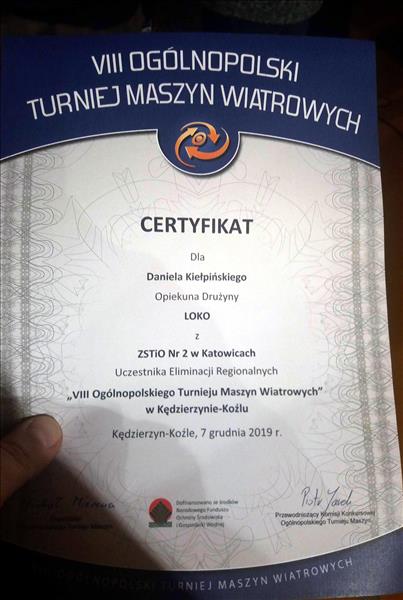 VIII OGÓLNOPOLSKI
TURNIEJ MASZYN WIATROWYCH
CERTYFIKAT
Dla
Daniela Kiełpińskiego
Opiekuna Drużyny
LOKO
z
ZSTiO Nr 2 w Katowicach
Uczestnika Eliminacji Regionalnych
„VIII Ogólnopolskiego Turnieju Maszyn Wiatrowych”
w Kędzierzynie-Koźlu
Kędzierzyn-Koźle, 7 grudnia 2019 r.
Dofinansowano ze środków
Narodowego Funduszu
Ochrony Środowiska
i Gospodarki Wodnej
Przewodniczący Komisji Konkursowej
Ogólnopolskiego Turnieju Maszyn
VIII OGÓLNOPOLSKI TURNIEJ MASZYN WIATROWYCH